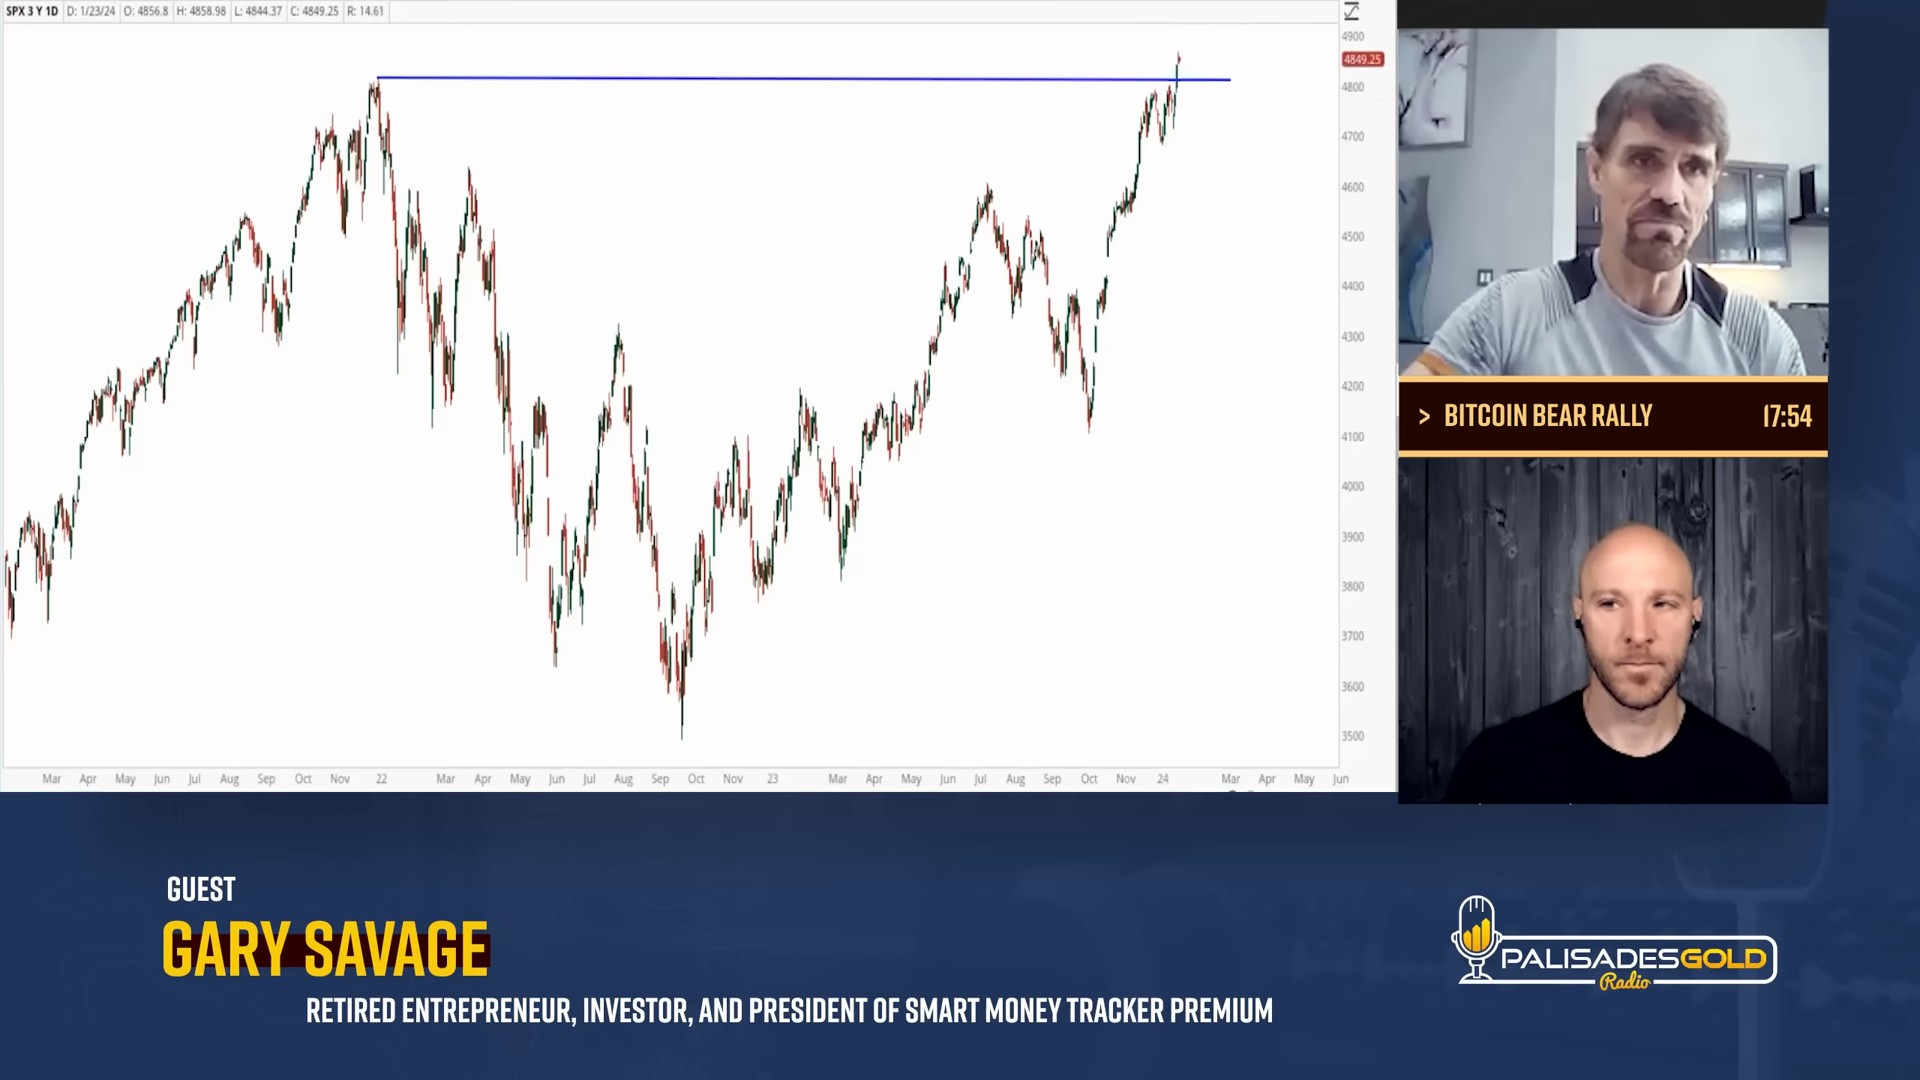 SPX 3 Y 1D D: 1/23/24 O: 4856.8 H: 4858.98 L: 4844.37 C: 4849.25 R: 14.61
4900
4849.25
4800
4700
4600
4500
4400
4300
4200
4100
4000
3900
3800
3700
3600
3500
Mar Apr May Jun Jul Aug Sep Oct Nov 22 Mar Apr May Jun Jul Aug Sep Oct Nov 23 Mar Apr May Jun Jul Aug Sep Oct Nov 24 Mar Apr May Jun
> BITCOIN BEAR RALLY 17:54
GUEST
GARY SAVAGE
RETIRED ENTREPRENEUR, INVESTOR, AND PRESIDENT OF SMART MONEY TRACKER PREMIUM
PALISADESGOLD
Radio